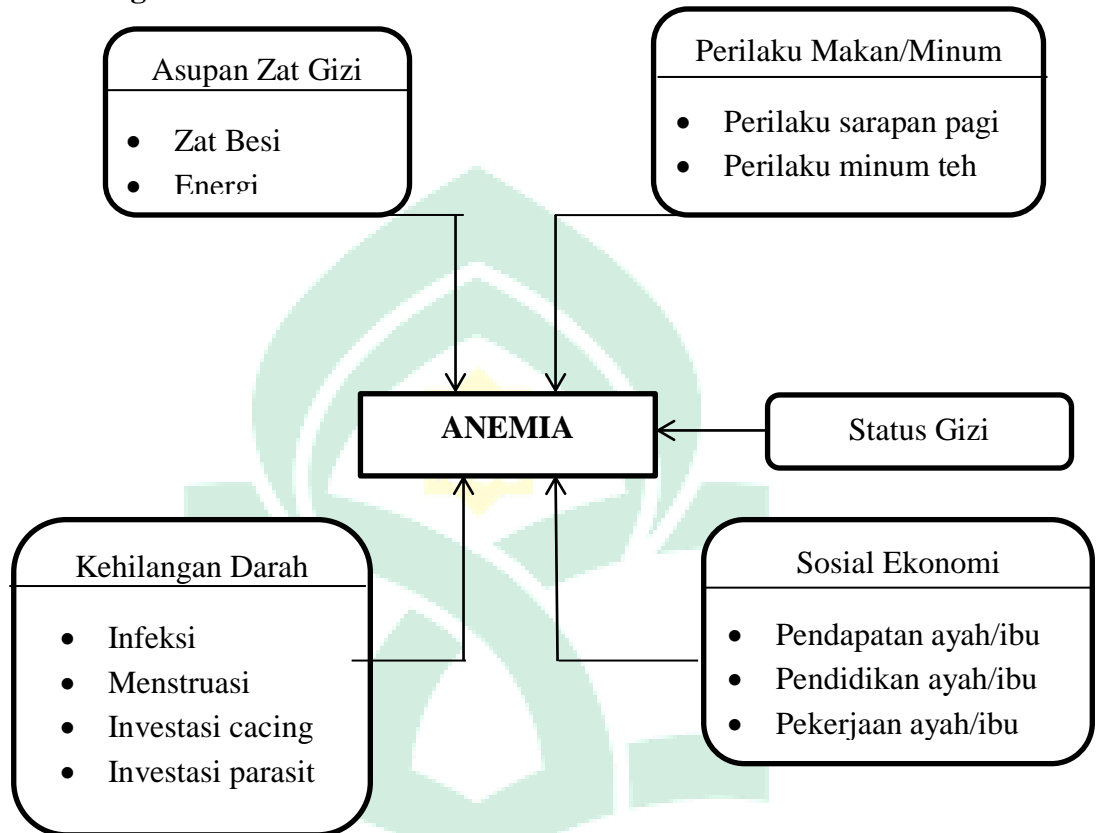 Asupan Zat Gizi
• Zat Besi
• Energi
Perilaku Makan/Minum
• Perilaku sarapan pagi
• Perilaku minum teh
ANEMIA
Status Gizi
Kehilangan Darah
• Infeksi
• Menstruasi
• Investasi cacing
• Investasi parasit
Sosial Ekonomi
• Pendapatan ayah/ibu
• Pendidikan ayah/ibu
• Pekerjaan ayah/ibu